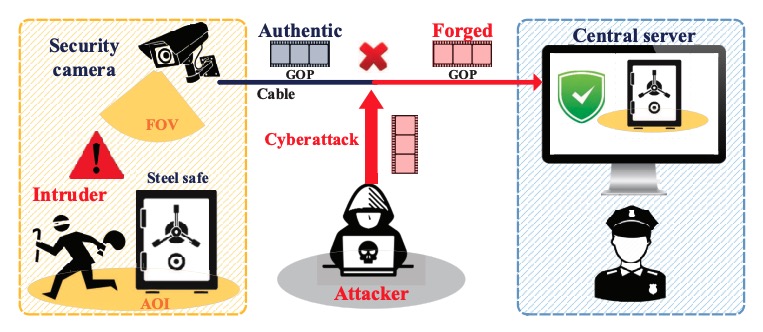 Security
camera
Authentic
Forged
Central server
GOP
GOP
Cable
FOV
Cyberattack
Intruder
Steel safe
AOI
Attacker